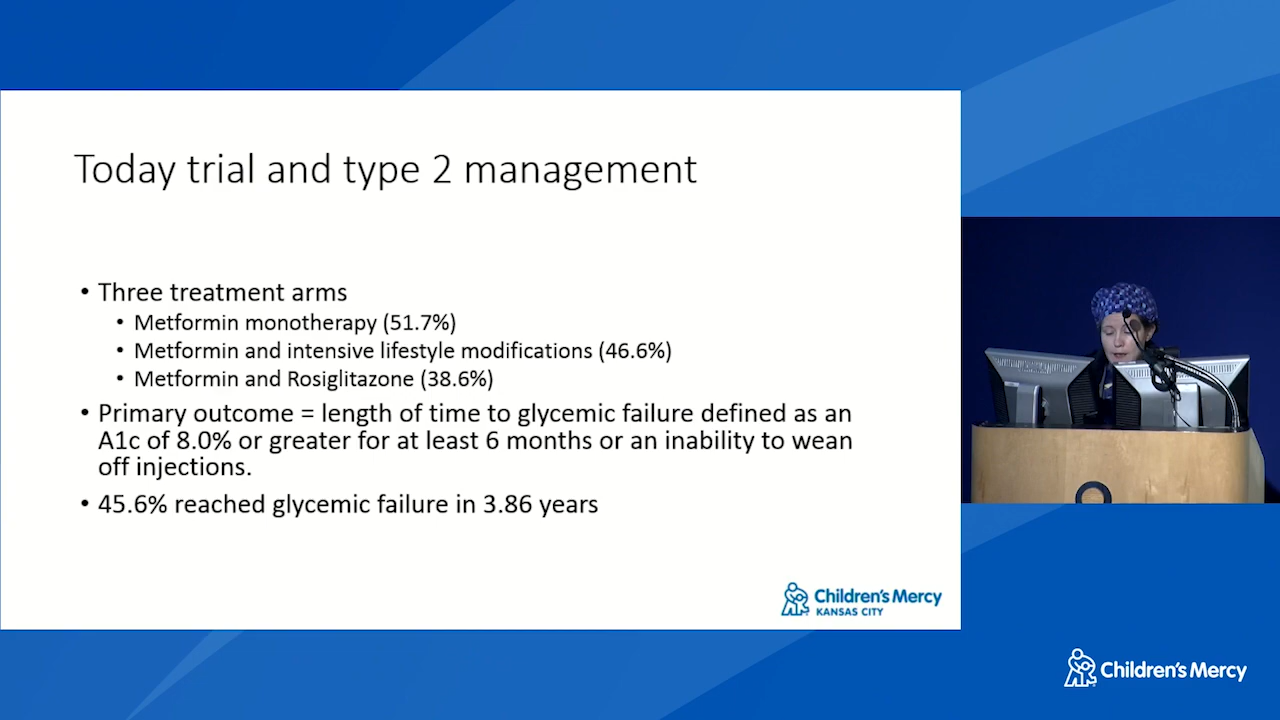 Today trial and type 2 management
• Three treatment arms
• Metformin monotherapy (51.7%)
• Metformin and intensive lifestyle modifications (46.6%)
• Metformin and Rosiglitazone (38.6%)
• Primary outcome = length of time to glycemic failure defined as an
A1c of 8.0% or greater for at least 6 months or an inability to wean
off injections.
• 45.6% reached glycemic failure in 3.86 years
Children's Mercy
KANSAS CITY
Children's Mercy